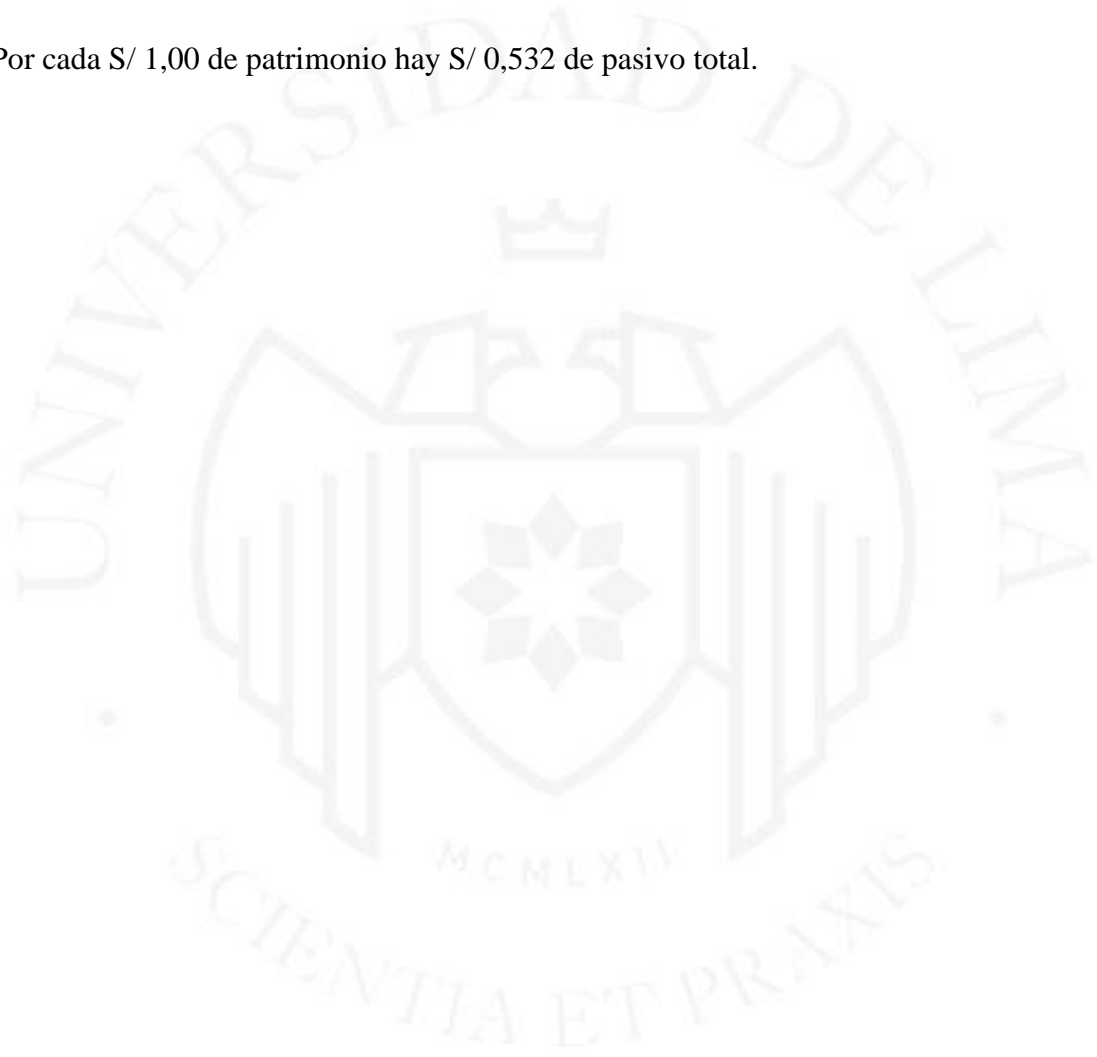 Por cada S/ 1,00 de patrimonio hay S/ 0,532 de pasivo total.
UNIVERSIDAD DE LIMA
MCMLXII
SCIENTIA ET PRAXIS